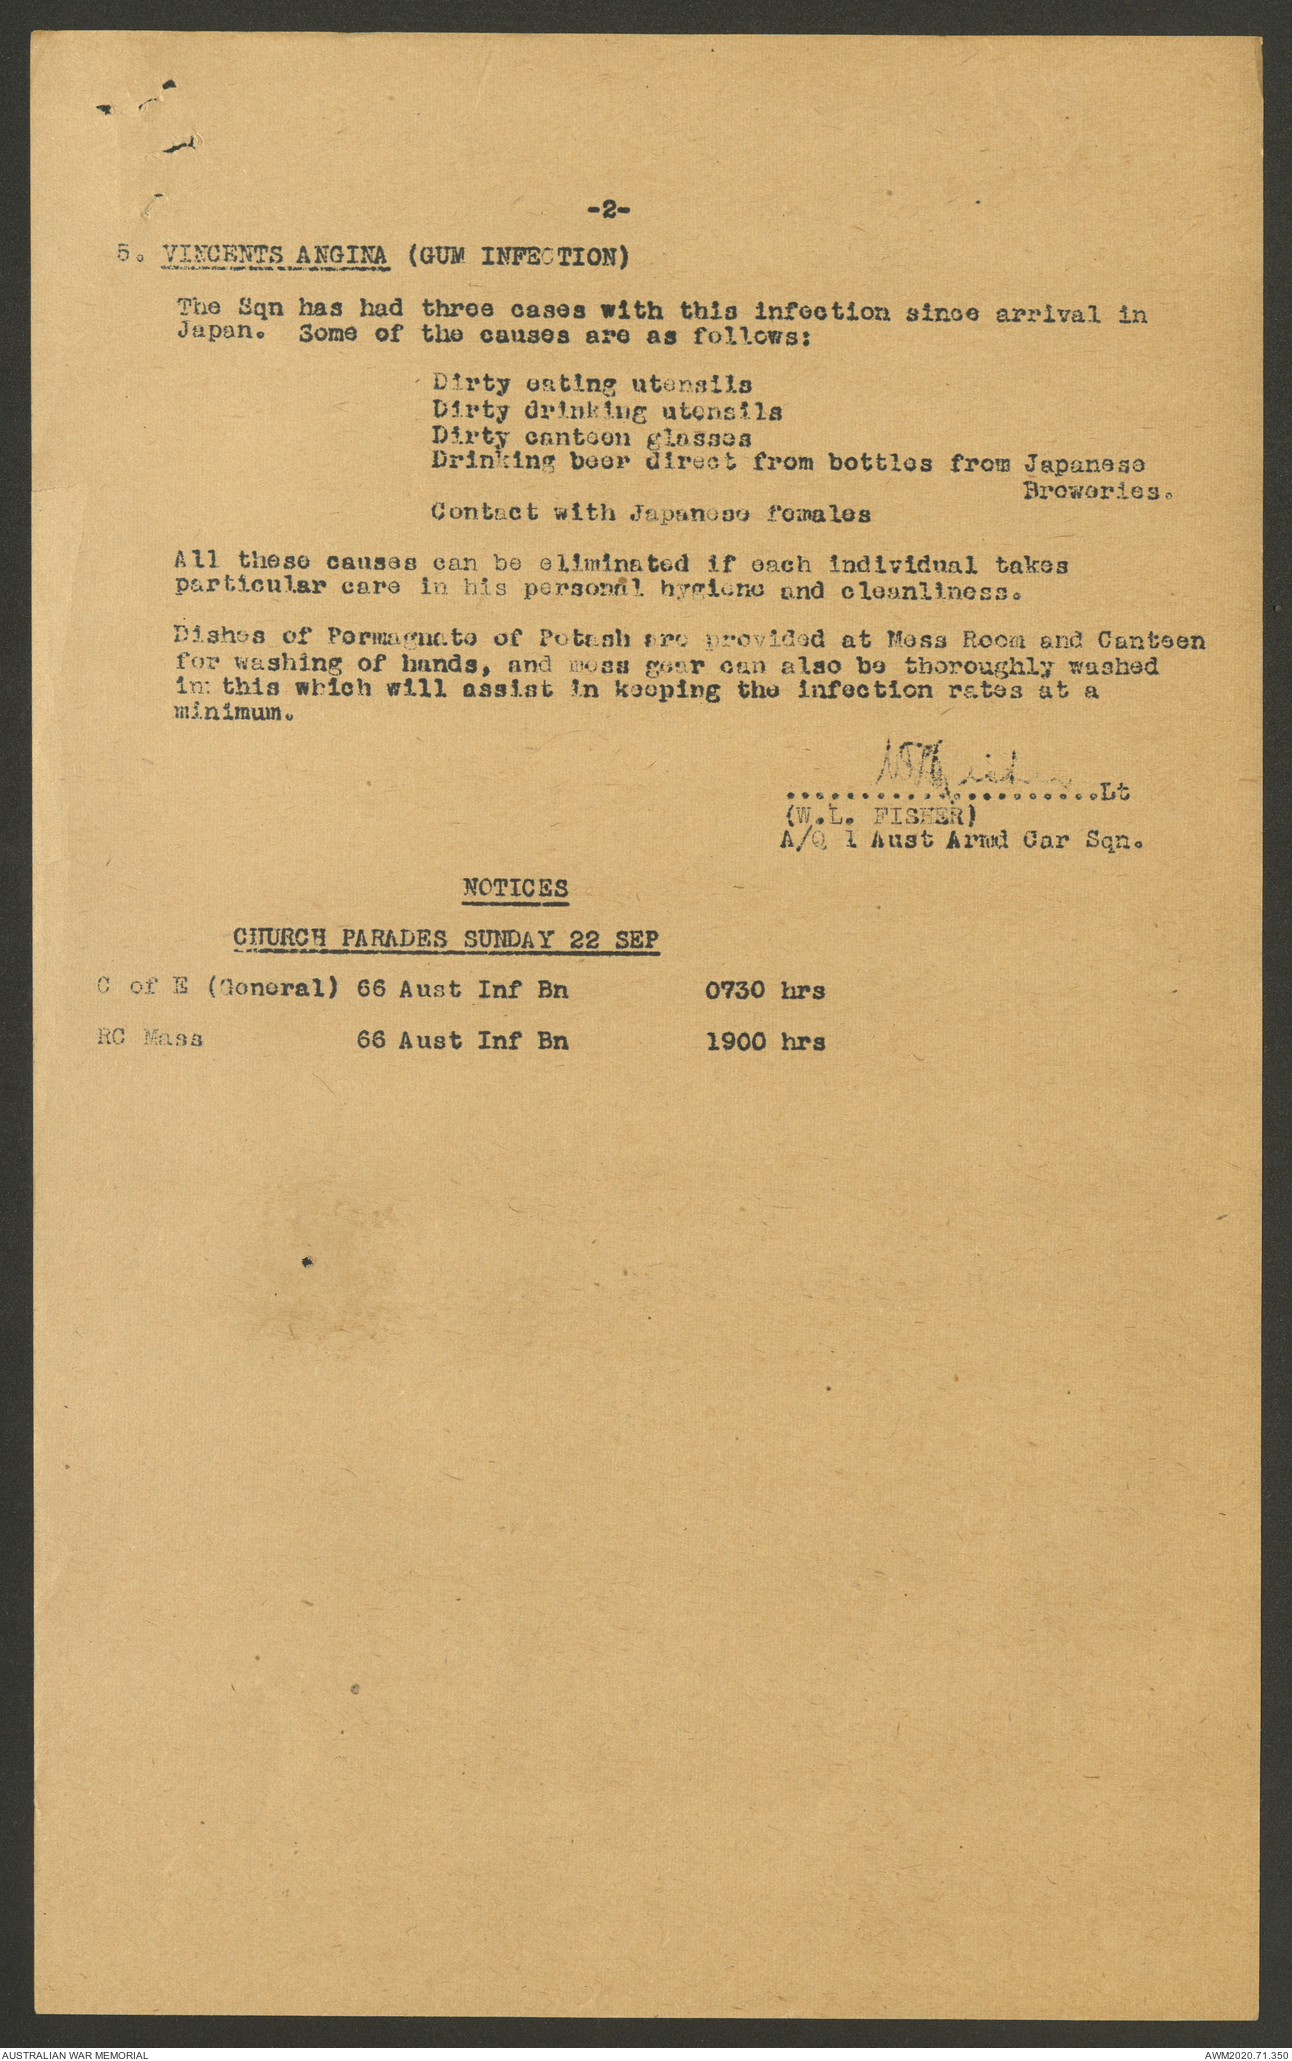 -2-
5. VINCENTS ANGINA (GUM INFECTION)
The Sqn has had three cases with this infection since arrival in
Japan. Some of the causes are as follows:
Dirty eating utensils
Dirty drinking utensils
Dirty canteen glasses
Drinking beer direct from bottles from Japanese
Breweries.
Contact with Japanese females
All these causes can be eliminated if each individual takes
particular care in his personal hygiene and cleanliness.
Dishes of Permagnate of Potash are provided at Mess Room and Canteen
for washing of hands, and mess gear can also be thoroughly washed
in: this which will assist in keeping the infection rates at a
minimum.
WLFisher
......................Lt
(W.L. FISHER)
A/Q 1 Aust Armd Car Sqn.
NOTICES
CHURCH PARADES SUNDAY 22 SEP
C of E (General) 66 Aust Inf Bn 0730 hrs
RC Mass 66 Aust Inf Bn 1900 hrs
AUSTRALIAN WAR MEMORIAL AWM2020.71.350